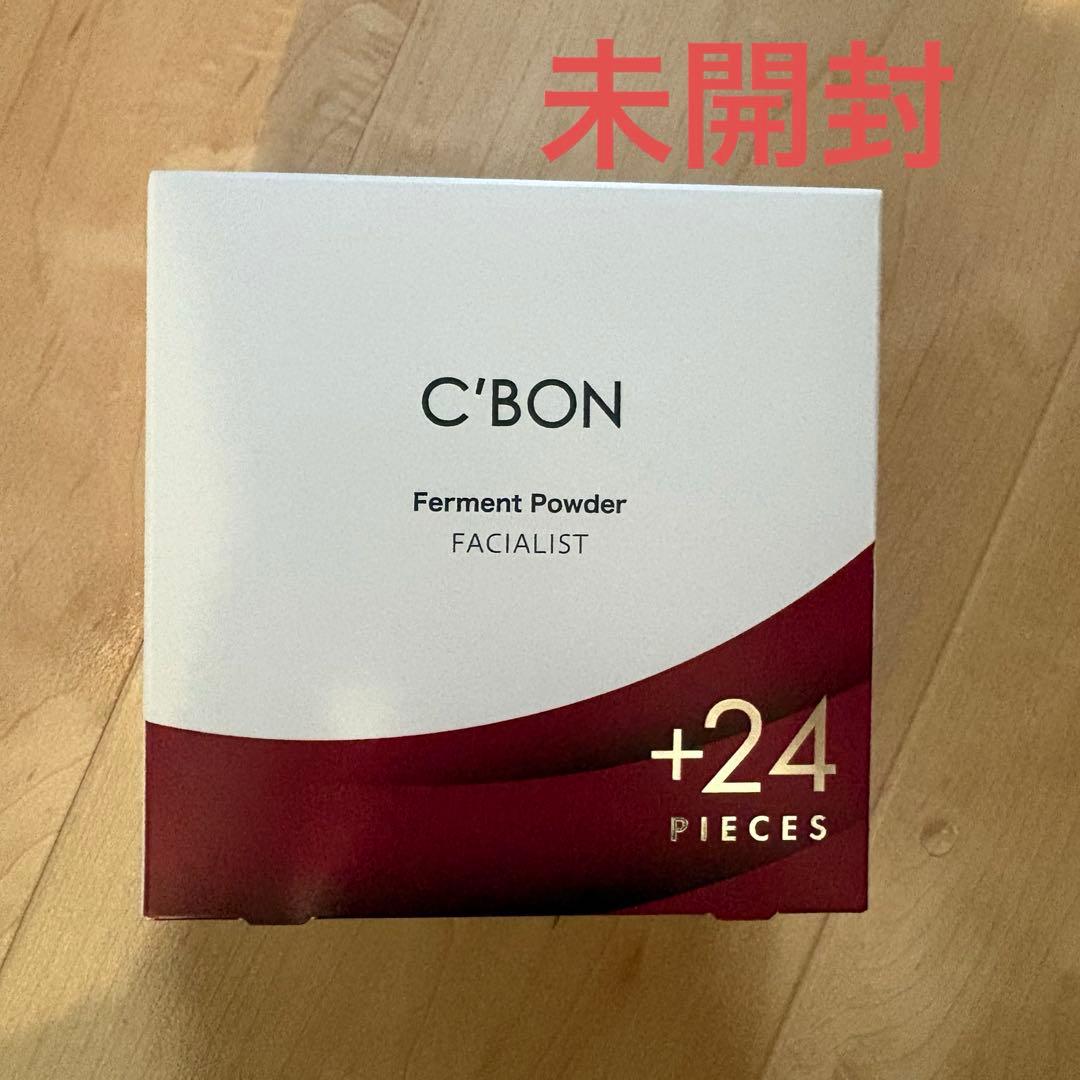 未開封
C'BON
Ferment Powder
FACIALIST
+24
PIECES